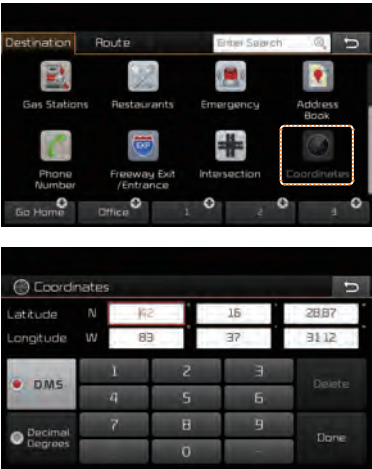 Destination Route Enter Search
Gas Stations Restaurants Emergency Address
Book
EXIT
Phone Freeway Exit Intersection Coordinates
Number /Entrance
Go Home Office 1 2 3
Coordinates
Latitude N 42 ° 16 ' 28.87 "
Longitude W 83 ° 37 ' 31.12 "
DMS 1 2 3 Delete
4 5 6
Decimal 7 8 9 Done
Degrees 0 -